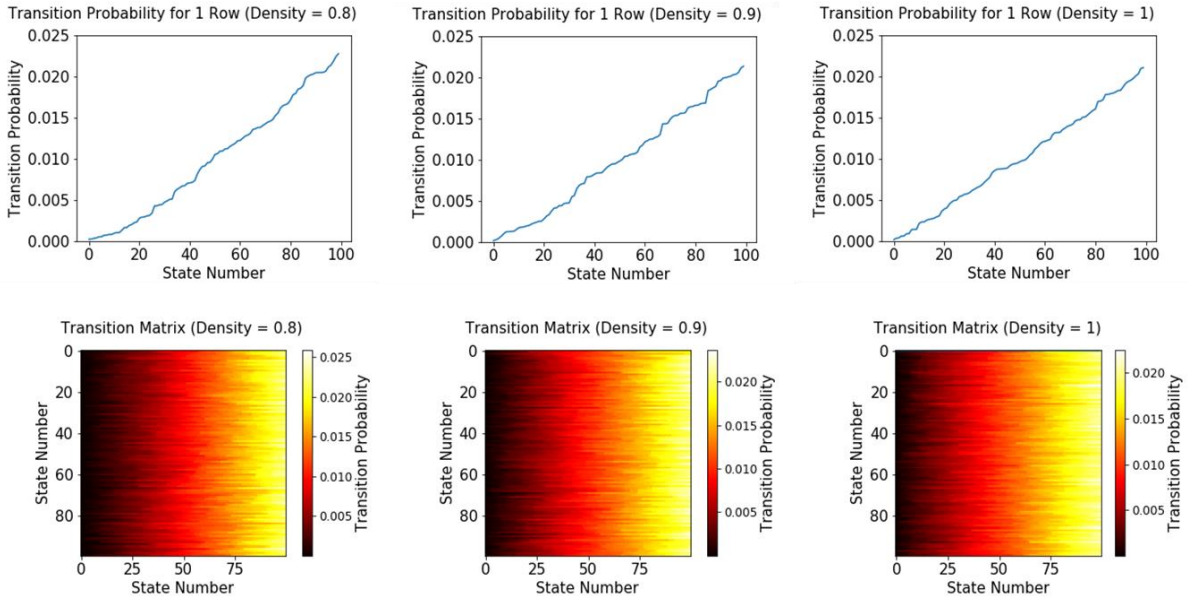 Transition Probability for 1 Row (Density = 0.8)
0.025
0.020
0.015
0.010
0.005
0.000
Transition Probability
0 20 40 60 80 100
State Number
Transition Probability for 1 Row (Density = 0.9)
0.025
0.020
0.015
0.010
0.005
0.000
Transition Probability
0 20 40 60 80 100
State Number
Transition Probability for 1 Row (Density = 1)
0.025
0.020
0.015
0.010
0.005
0.000
Transition Probability
0 20 40 60 80 100
State Number
Transition Matrix (Density = 0.8)
0
20
40
60
80
State Number
0 25 50 75
State Number
0.025
0.020
0.015
0.010
0.005
Transition Probability
Transition Matrix (Density = 0.9)
0
20
40
60
80
State Number
0 25 50 75
State Number
0.020
0.015
0.010
0.005
Transition Probability
Transition Matrix (Density = 1)
0
20
40
60
80
State Number
0 25 50 75
State Number
0.020
0.015
0.010
0.005
Transition Probability